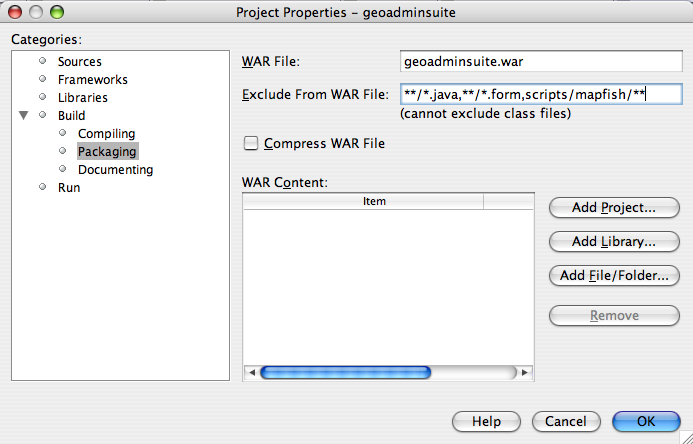 Project Properties – geoadminsuite
Categories:
Sources
Frameworks
Libraries
Build
Compiling
Packaging
Documenting
Run
WAR File:
geoadminsuite.war
Exclude From WAR File:
**/*.java,**/*.form,scripts/mapfish/**
(cannot exclude class files)
Compress WAR File
WAR Content:
Item
Add Project...
Add Library...
Add File/Folder...
Remove
Help
Cancel
OK